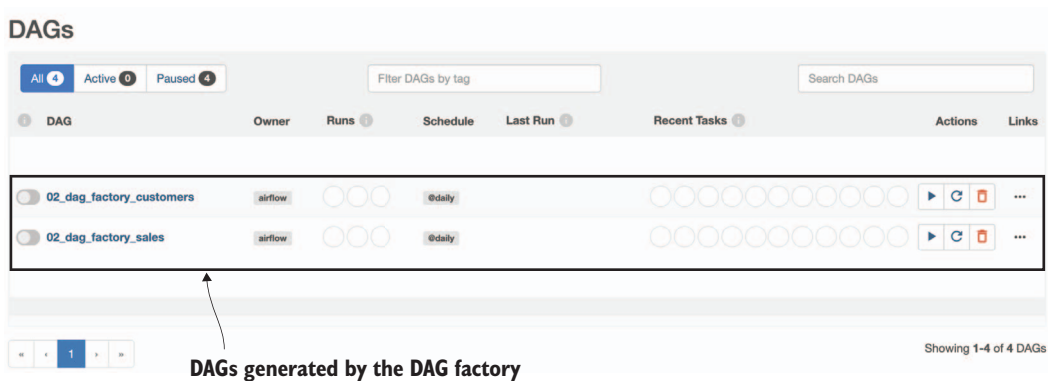 DAGs
All 4 Active 0 Paused 4 Flter DAGs by tag Search DAGs
i DAG Owner Runs i Schedule Last Run i Recent Tasks i Actions Links
02_dag_factory_customers airflow @daily ...
02_dag_factory_sales airflow @daily ...
« ‹ 1 › » Showing 1-4 of 4 DAGs
DAGs generated by the DAG factory